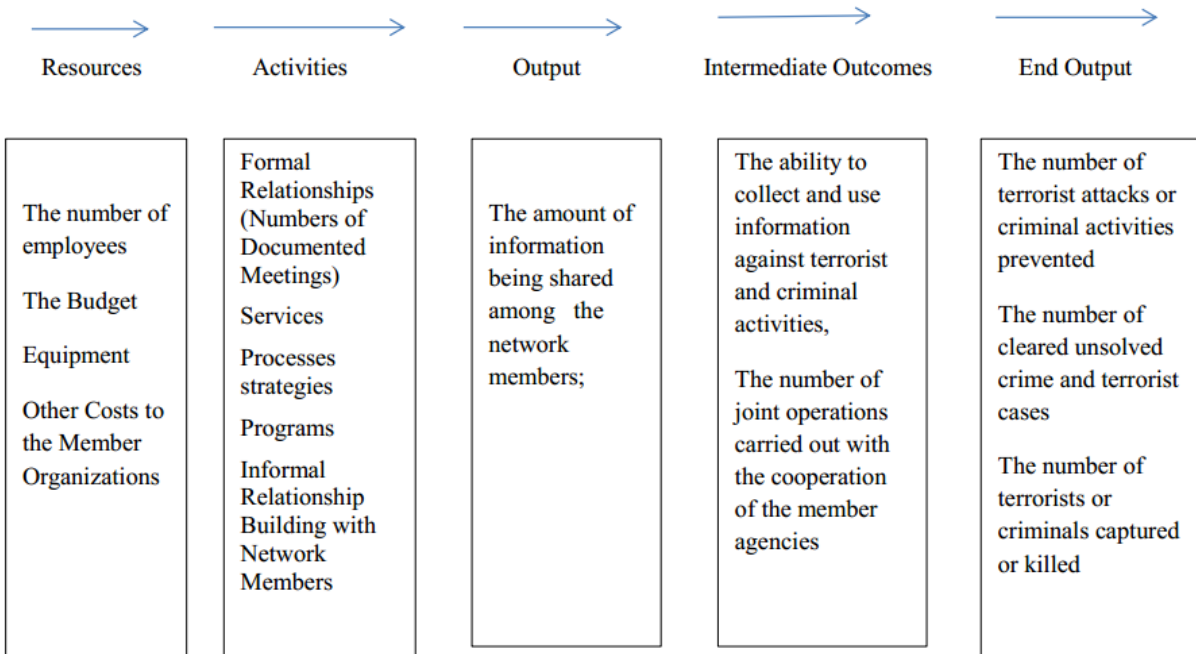 Resources
Activities
Output
Intermediate Outcomes
End Output
The number of
employees
The Budget
Equipment
Other Costs to
the Member
Organizations
Formal
Relationships
(Numbers of
Documented
Meetings)
Services
Processes
strategies
Programs
Informal
Relationship
Building with
Network
Members
The amount of
information
being shared
among the
network
members;
The ability to
collect and use
information
against terrorist
and criminal
activities,
The number of
joint operations
carried out with
the cooperation
of the member
agencies
The number of
terrorist attacks or
criminal activities
prevented
The number of
cleared unsolved
crime and terrorist
cases
The number of
terrorists or
criminals captured
or killed